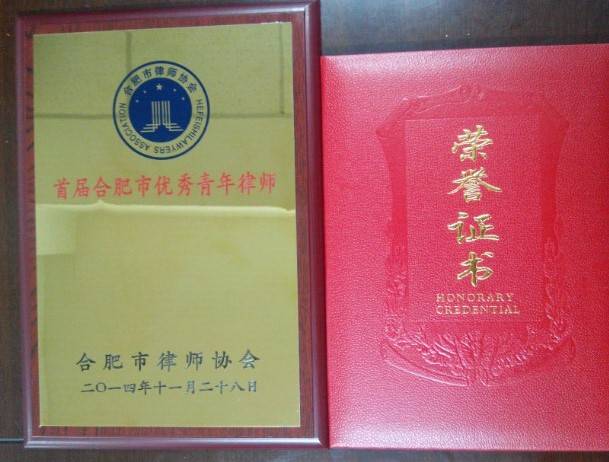 合肥市律师协会
HEFEISHILAWYERS ASSOCIATION
首届合肥市优秀青年律师
合肥市律师协会
二〇一四年十一月二十八日
荣誉证书
HONORARY
CREDENTIAL